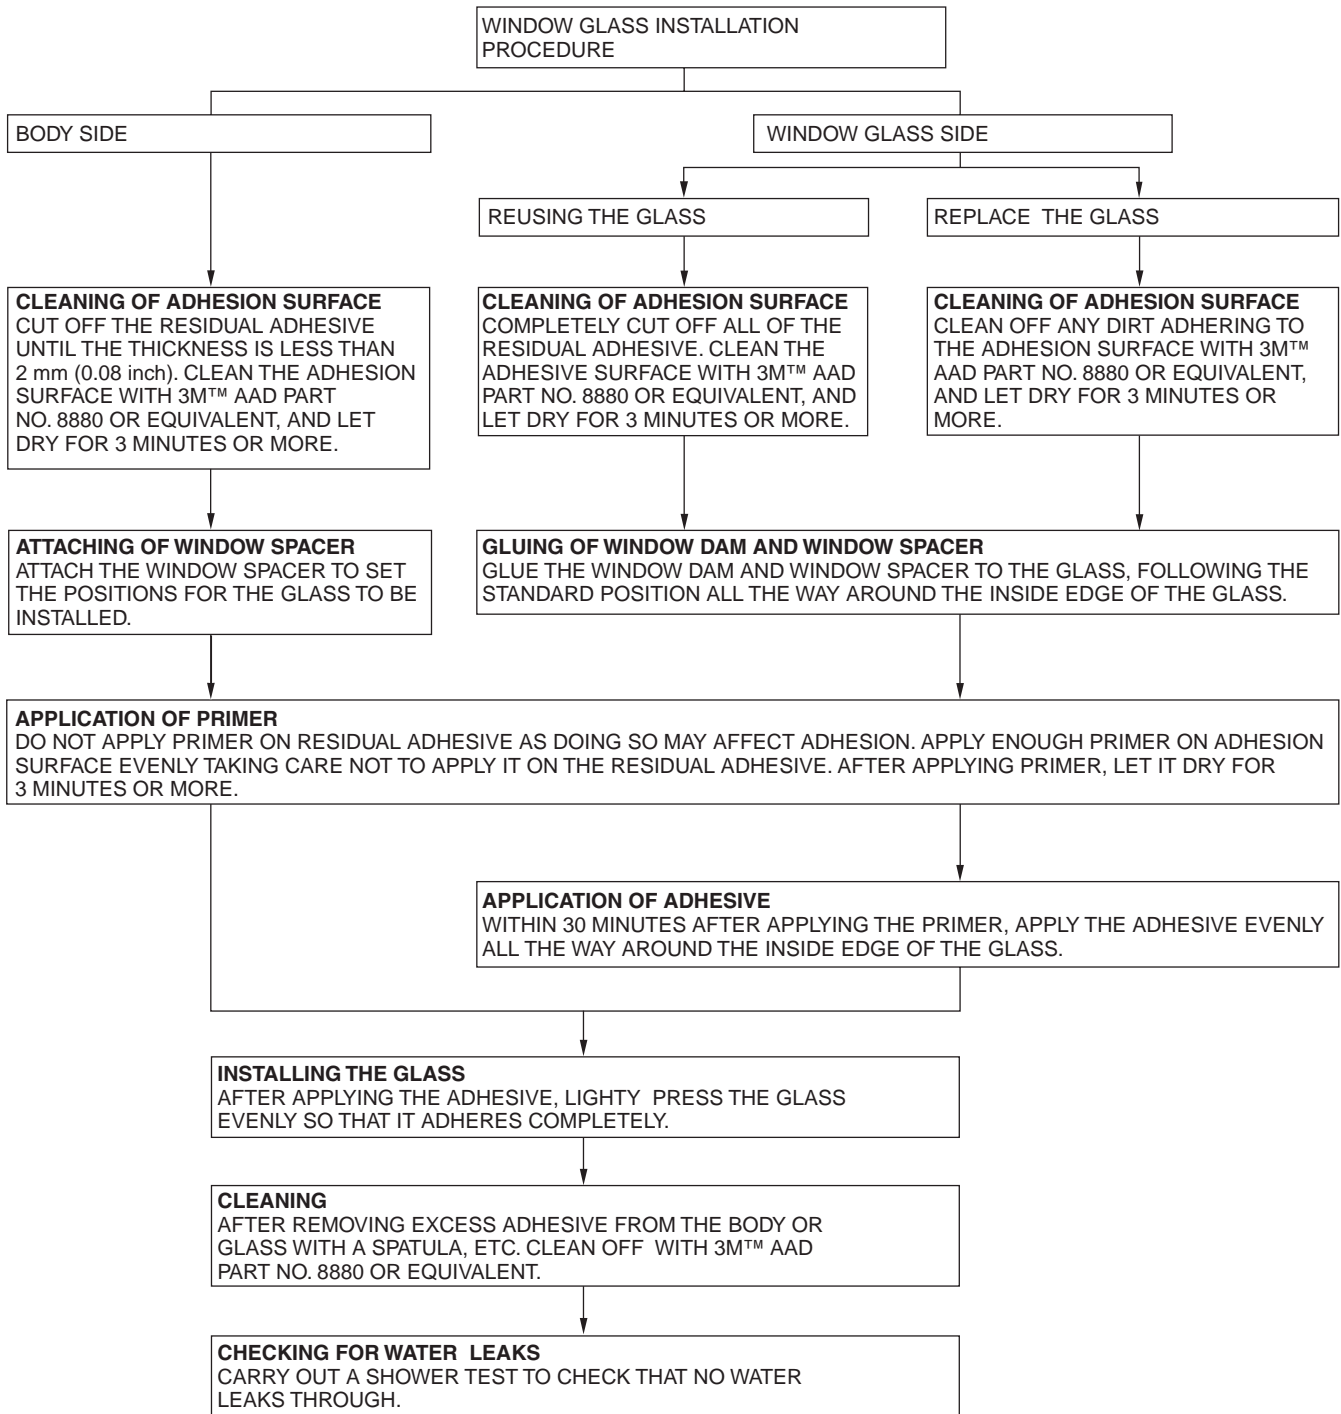 WINDOW GLASS INSTALLATION
PROCEDURE
BODY SIDE
WINDOW GLASS SIDE
REUSING THE GLASS
REPLACE THE GLASS
CLEANING OF ADHESION SURFACE
CUT OFF THE RESIDUAL ADHESIVE
UNTIL THE THICKNESS IS LESS THAN
2 mm (0.08 inch). CLEAN THE ADHESION
SURFACE WITH 3M™ AAD PART
NO. 8880 OR EQUIVALENT, AND LET
DRY FOR 3 MINUTES OR MORE.
CLEANING OF ADHESION SURFACE
COMPLETELY CUT OFF ALL OF THE
RESIDUAL ADHESIVE. CLEAN THE
ADHESIVE SURFACE WITH 3M™ AAD
PART NO. 8880 OR EQUIVALENT, AND
LET DRY FOR 3 MINUTES OR MORE.
CLEANING OF ADHESION SURFACE
CLEAN OFF ANY DIRT ADHERING TO
THE ADHESION SURFACE WITH 3M™
AAD PART NO. 8880 OR EQUIVALENT,
AND LET DRY FOR 3 MINUTES OR
MORE.
ATTACHING OF WINDOW SPACER
ATTACH THE WINDOW SPACER TO SET
THE POSITIONS FOR THE GLASS TO BE
INSTALLED.
GLUING OF WINDOW DAM AND WINDOW SPACER
GLUE THE WINDOW DAM AND WINDOW SPACER TO THE GLASS, FOLLOWING THE
STANDARD POSITION ALL THE WAY AROUND THE INSIDE EDGE OF THE GLASS.
APPLICATION OF PRIMER
DO NOT APPLY PRIMER ON RESIDUAL ADHESIVE AS DOING SO MAY AFFECT ADHESION. APPLY ENOUGH PRIMER ON ADHESION
SURFACE EVENLY TAKING CARE NOT TO APPLY IT ON THE RESIDUAL ADHESIVE. AFTER APPLYING PRIMER, LET IT DRY FOR
3 MINUTES OR MORE.
APPLICATION OF ADHESIVE
WITHIN 30 MINUTES AFTER APPLYING THE PRIMER, APPLY THE ADHESIVE EVENLY
ALL THE WAY AROUND THE INSIDE EDGE OF THE GLASS.
INSTALLING THE GLASS
AFTER APPLYING THE ADHESIVE, LIGHTY PRESS THE GLASS
EVENLY SO THAT IT ADHERES COMPLETELY.
CLEANING
AFTER REMOVING EXCESS ADHESIVE FROM THE BODY OR
GLASS WITH A SPATULA, ETC. CLEAN OFF WITH 3M™ AAD
PART NO. 8880 OR EQUIVALENT.
CHECKING FOR WATER LEAKS
CARRY OUT A SHOWER TEST TO CHECK THAT NO WATER
LEAKS THROUGH.